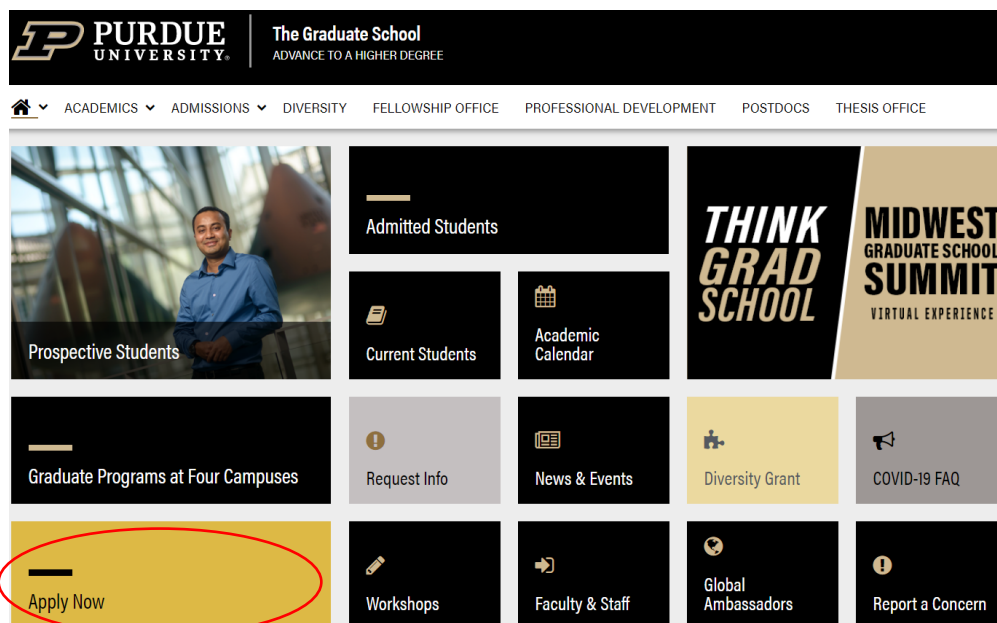 PURDUE
UNIVERSITY®
The Graduate School
ADVANCE TO A HIGHER DEGREE
ACADEMICS ADMISSIONS DIVERSITY FELLOWSHIP OFFICE PROFESSIONAL DEVELOPMENT POSTDOCS THESIS OFFICE
Prospective Students
Admitted Students
Current Students
Academic
Calendar
THINK
GRAD
SCHOOL
MIDWEST
GRADUATE SCHOOL
SUMMIT
VIRTUAL EXPERIENCE
Graduate Programs at Four Campuses
Request Info
News & Events
Diversity Grant
COVID-19 FAQ
Apply Now
Workshops
Faculty & Staff
Global
Ambassadors
Report a Concern